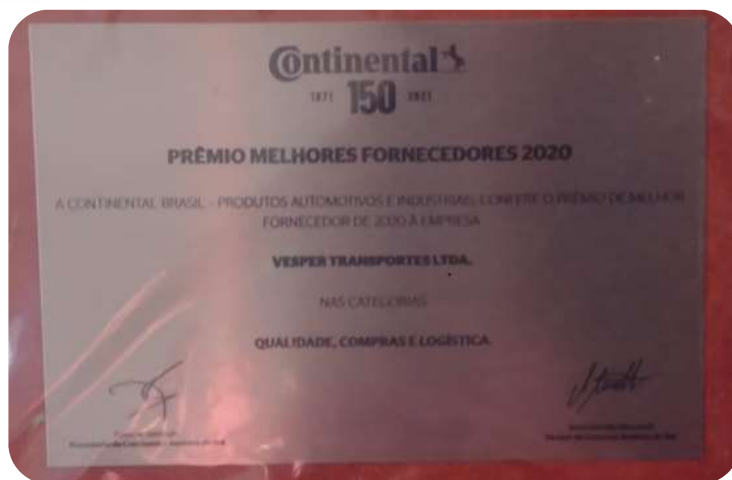 Continental
1871 150 2021
PRÊMIO MELHORES FORNECEDORES 2020
A CONTINENTAL BRASIL - PRODUTOS AUTOMOTIVOS E INDUSTRIAIS, CONFERE O PRÊMIO DE MELHOR
FORNECEDOR DE 2020 À EMPRESA
VESPER TRANSPORTES LTDA.
NAS CATEGORIAS
QUALIDADE, COMPRAS E LOGÍSTICA.